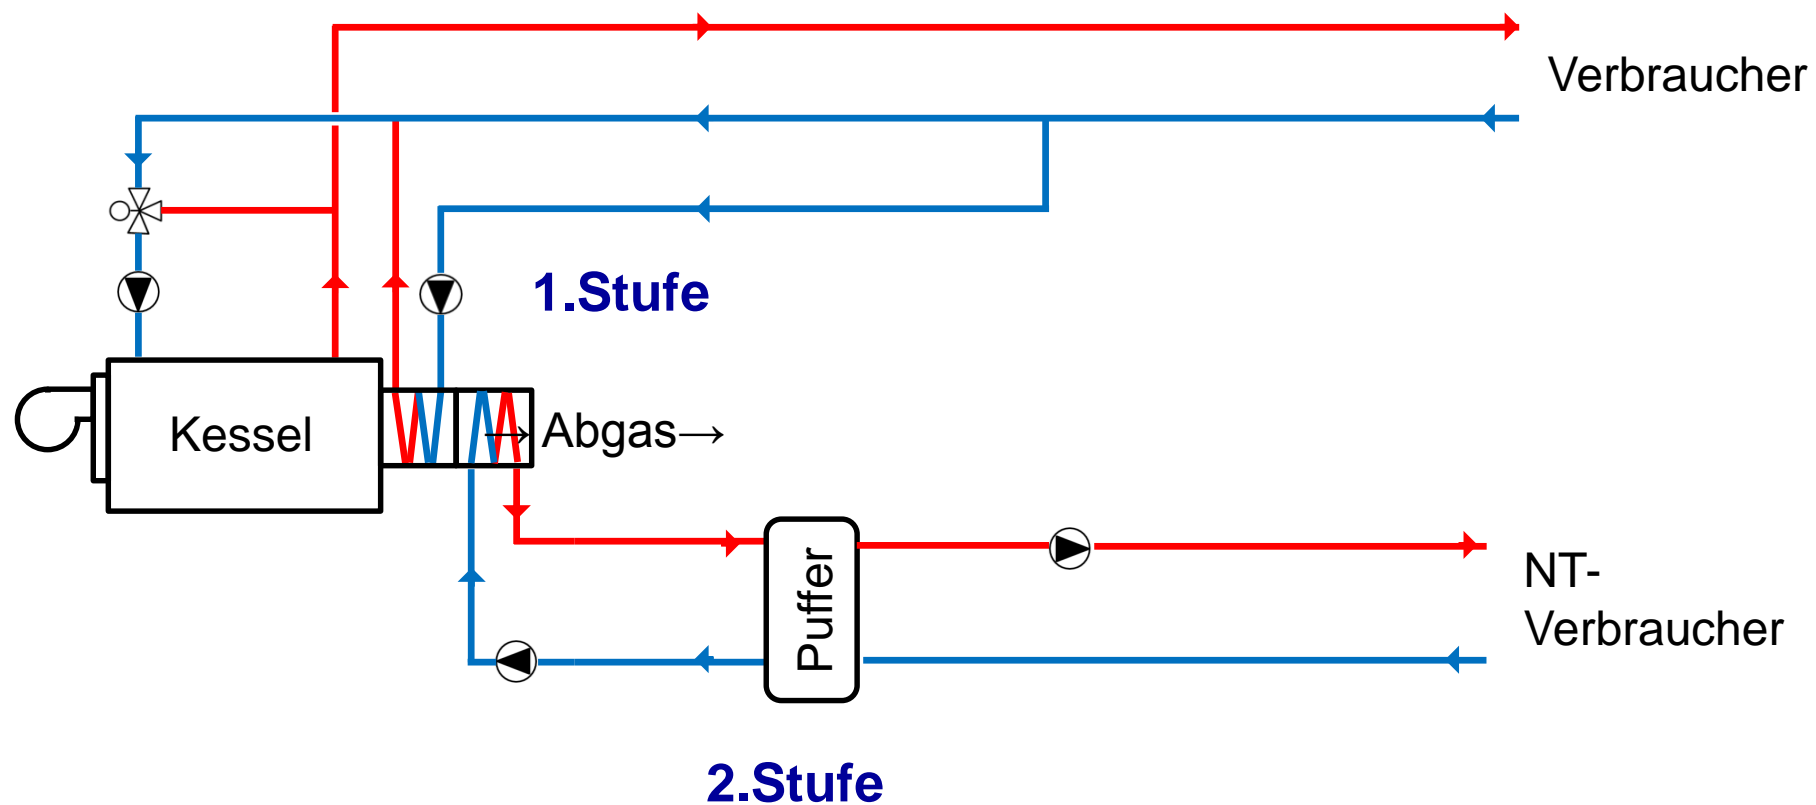 Verbraucher
1.Stufe
Kessel
→Abgas→
Puffer
NT-
Verbraucher
2.Stufe